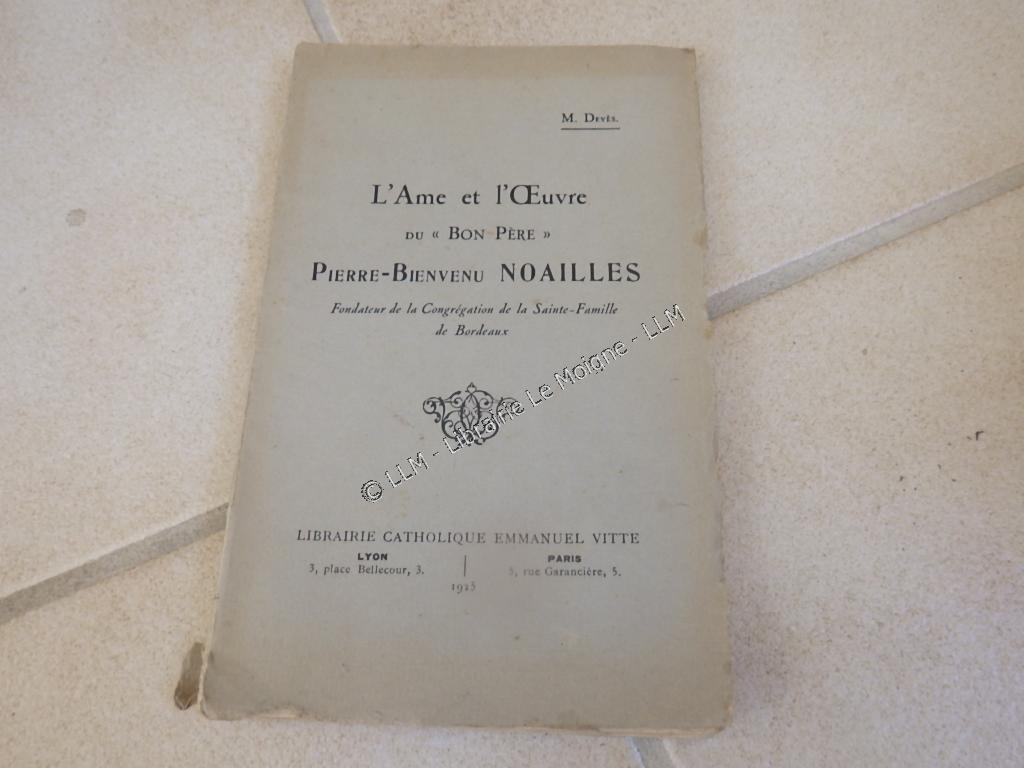 M. Devès.
L'Ame et l'Œuvre
DU « BON PÈRE »
PIERRE-BIENVENU NOAILLES
Fondateur de la Congrégation de la Sainte-Famille
de Bordeaux
© LLM - Librairie Le Moigne - LLM
LIBRAIRIE CATHOLIQUE EMMANUEL VITTE
LYON PARIS
3, place Bellecour, 3. 5, rue Garancière, 5.
1925